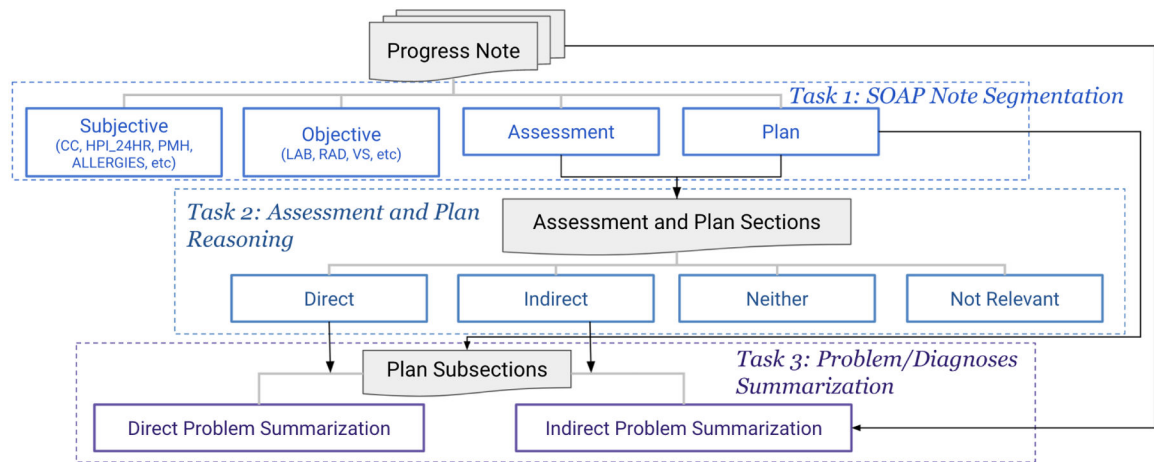 Progress Note
Task 1: SOAP Note Segmentation
Subjective
(CC, HPI_24HR, PMH,
ALLERGIES, etc)
Objective
(LAB, RAD, VS, etc)
Assessment
Plan
Task 2: Assessment and Plan
Reasoning
Assessment and Plan Sections
Direct
Indirect
Neither
Not Relevant
Plan Subsections
Task 3: Problem/Diagnoses
Summarization
Direct Problem Summarization
Indirect Problem Summarization